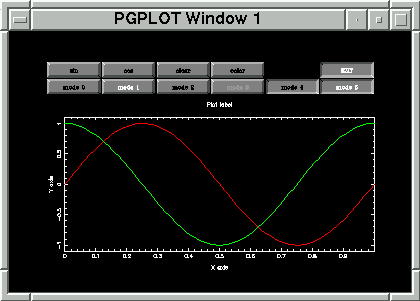 PGPLOT Window 1
sin cos clear color
mode 0 mode 1 mode 2 mode 3 mode 4 mode 5
Plot label
1
0.5
0
-0.5
-1
Y axis
0 0.1 0.2 0.3 0.4 0.5 0.6 0.7 0.8 0.9
X axis